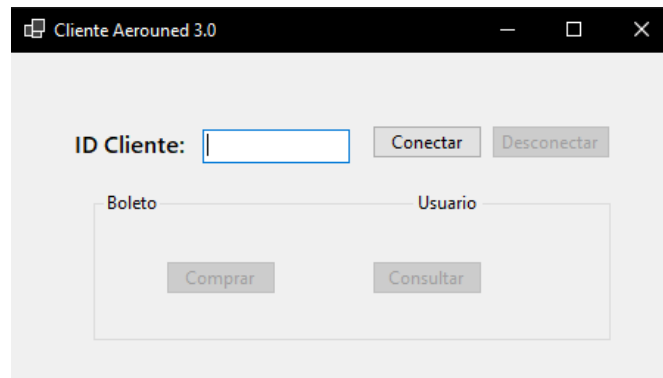 Cliente Aerouned 3.0
ID Cliente: Conectar Desconectar
Boleto Usuario
Comprar Consultar